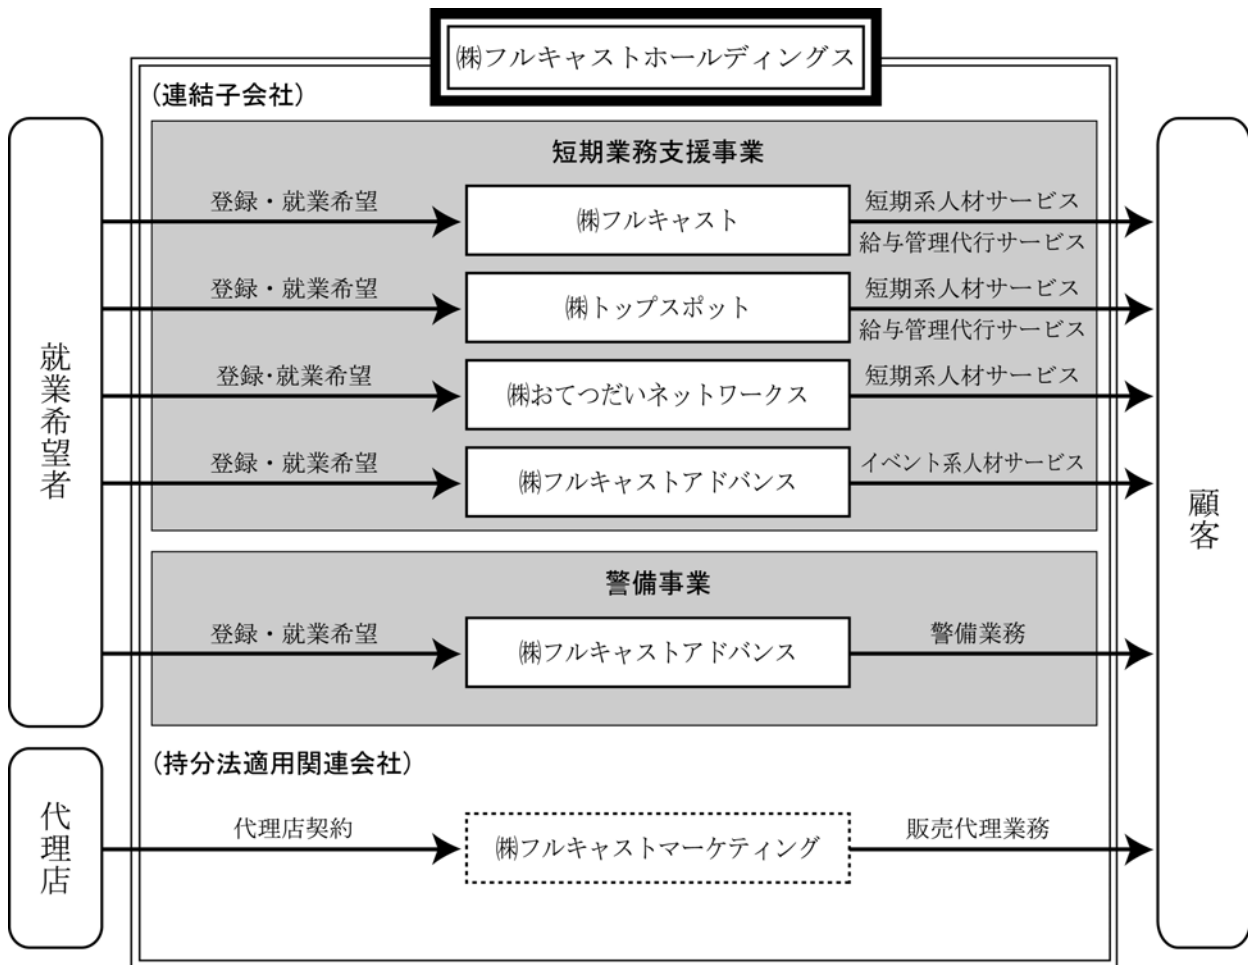 ㈱フルキャストホールディングス
(連結子会社)
短期業務支援事業
登録・就業希望
㈱フルキャスト
短期系人材サービス
給与管理代行サービス
登録・就業希望
㈱トップスポット
短期系人材サービス
給与管理代行サービス
登録・就業希望
㈱おてつだいネットワークス
短期系人材サービス
登録・就業希望
㈱フルキャストアドバンス
イベント系人材サービス
就業希望者
顧客
警備事業
登録・就業希望
㈱フルキャストアドバンス
警備業務
(持分法適用関連会社)
代理店
代理店契約
㈱フルキャストマーケティング
販売代理業務